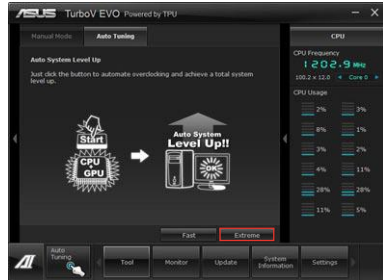 ASUS TurboV EVO Powered by TPU
Manual Mode
Auto Tuning
Auto System Level Up
Just click the button to automate overclocking and achieve a total system
level up.
Start
CPU
+
GPU
Auto System
Level Up!!
OK
Fast
Extreme
CPU
CPU Frequency
1202.9 MHz
100.2 x 12.0
Core 0
CPU Usage
2% 3%
8% 1%
3% 2%
4% 11%
28% 28%
11% 5%
Auto
Tuning
Tool
Monitor
Update
System
Information
Settings